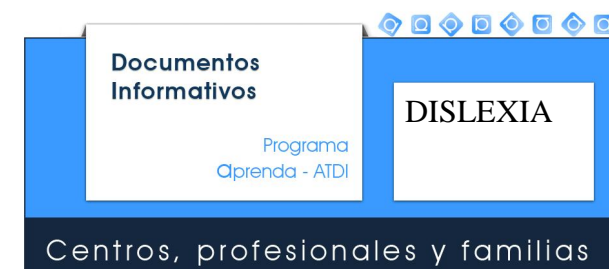 Documentos
Informativos
Programa
aprenda - ATDI
DISLEXIA
Centros, profesionales y familias